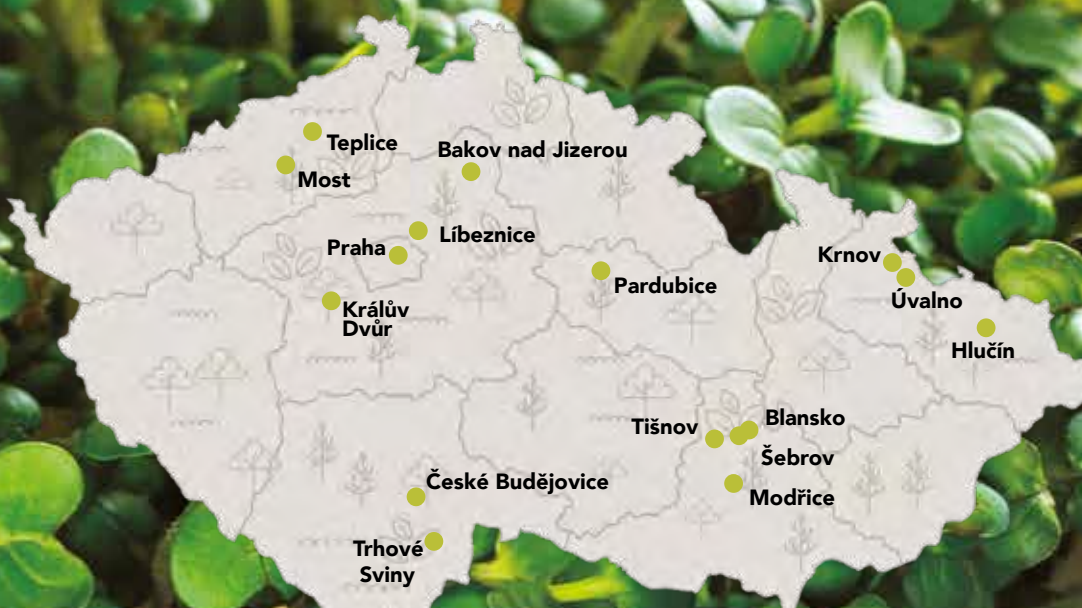 Teplice
Bakov nad Jizerou
Most
Líbeznice
Praha
Krnov
Pardubice
Úvalno
Králův
Dvůr
Hlučín
Blansko
Tišnov
Šebrov
České Budějovice
Modřice
Trhové
Sviny